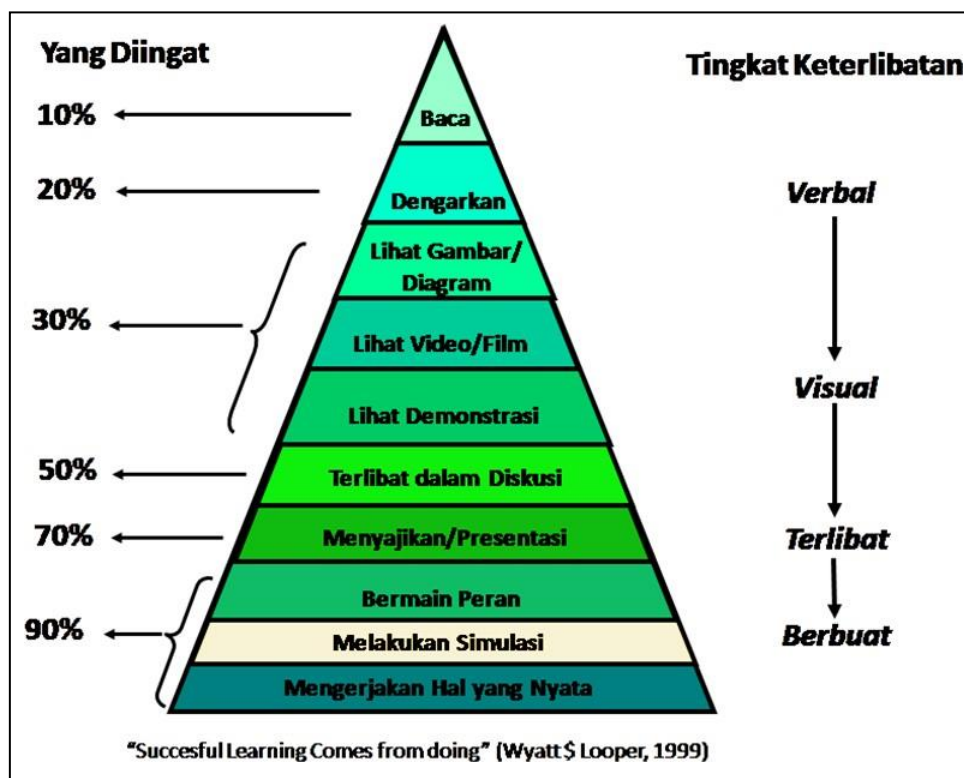 Yang Diingat
Tingkat Keterlibatan
10%
Baca
20%
Dengarkan
Verbal
Lihat Gambar/
Diagram
30%
Lihat Video/Film
Visual
Lihat Demonstrasi
50%
Terlibat dalam Diskusi
70%
Menyajikan/Presentasi
Terlibat
Bermain Peran
90%
Melakukan Simulasi
Berbuat
Mengerjakan Hal yang Nyata
“Succesful Learning Comes from doing” (Wyatt $ Looper, 1999)